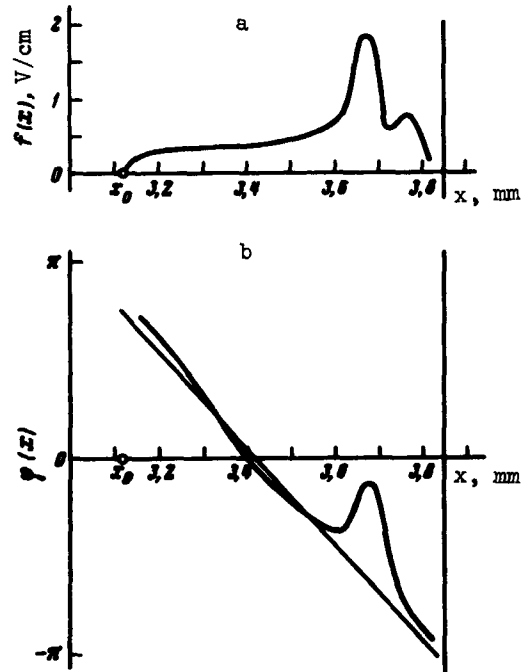 a
f(x), V/cm
2
1
0
x₀ 3,2 3,4 3,6 3,8 x, mm
b
π
φ(x)
0
x₀ 3,2 3,4 3,6 3,8 x, mm
-π